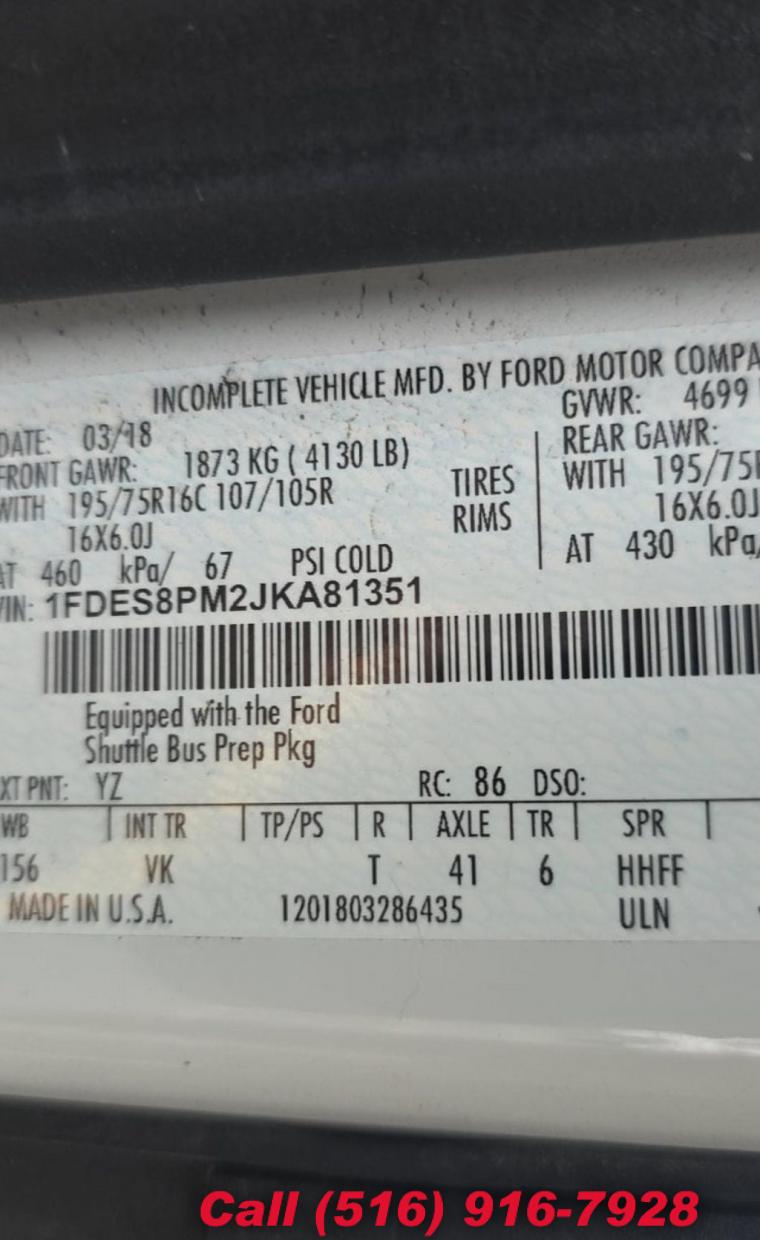 INCOMPLETE VEHICLE MFD. BY FORD MOTOR COMPA
DATE: 03/18
GVWR: 4699
FRONT GAWR: 1873 KG ( 4130 LB)
REAR GAWR:
WITH 195/75R16C 107/105R
TIRES
WITH 195/75R
16X6.0J
RIMS
16X6.0J
AT 460 kPa/ 67 PSI COLD
AT 430 kPa/
VIN: 1FDES8PM2JKA81351
Equipped with the Ford
Shuttle Bus Prep Pkg
XT PNT: YZ RC: 86 DSO:
WB INT TR TP/PS R AXLE TR SPR
156 VK T 41 6 HHFF
MADE IN U.S.A. 1201803286435 ULN
Call (516) 916-7928